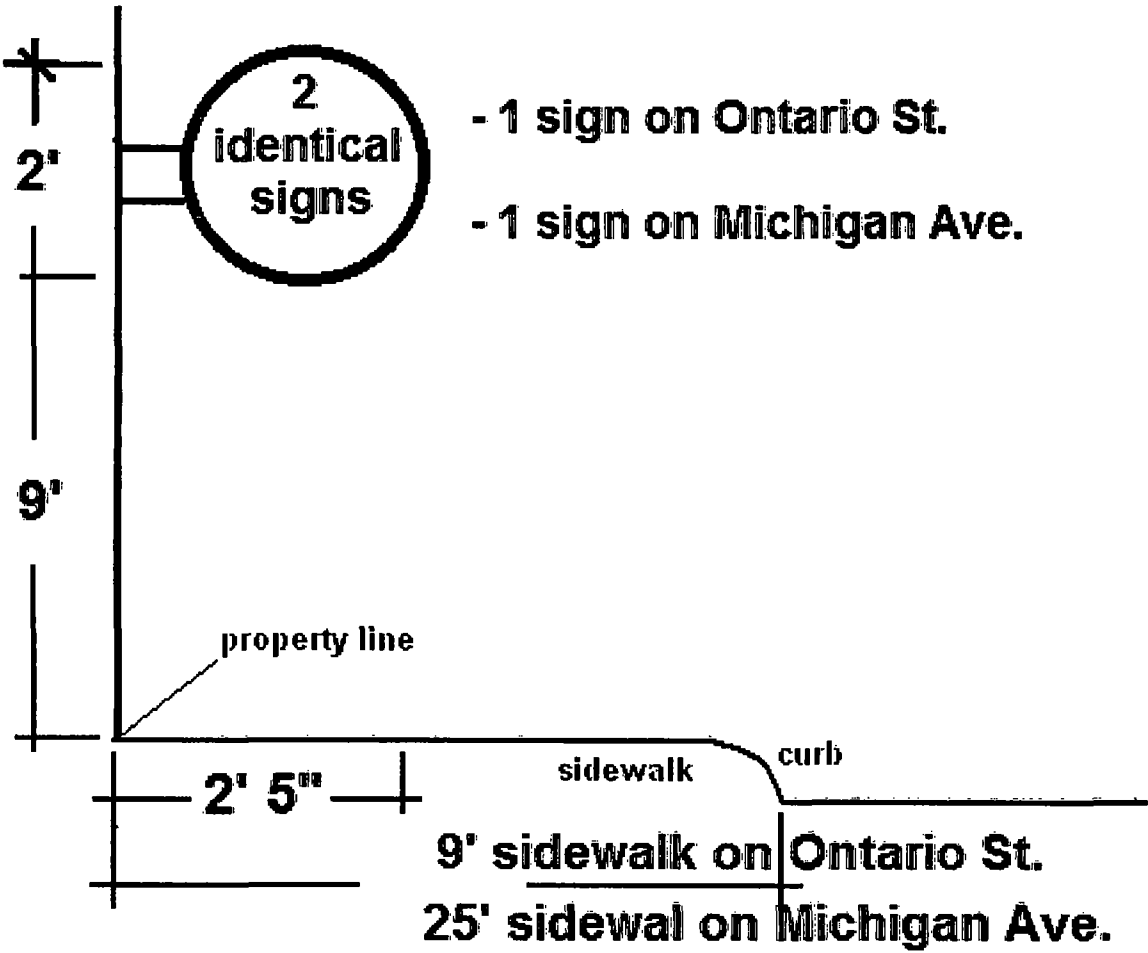 2
identical
signs
- 1 sign on Ontario St.
- 1 sign on Michigan Ave.
2'
9'
property line
sidewalk
curb
2' 5"
9' sidewalk on Ontario St.
25' sidewal on Michigan Ave.